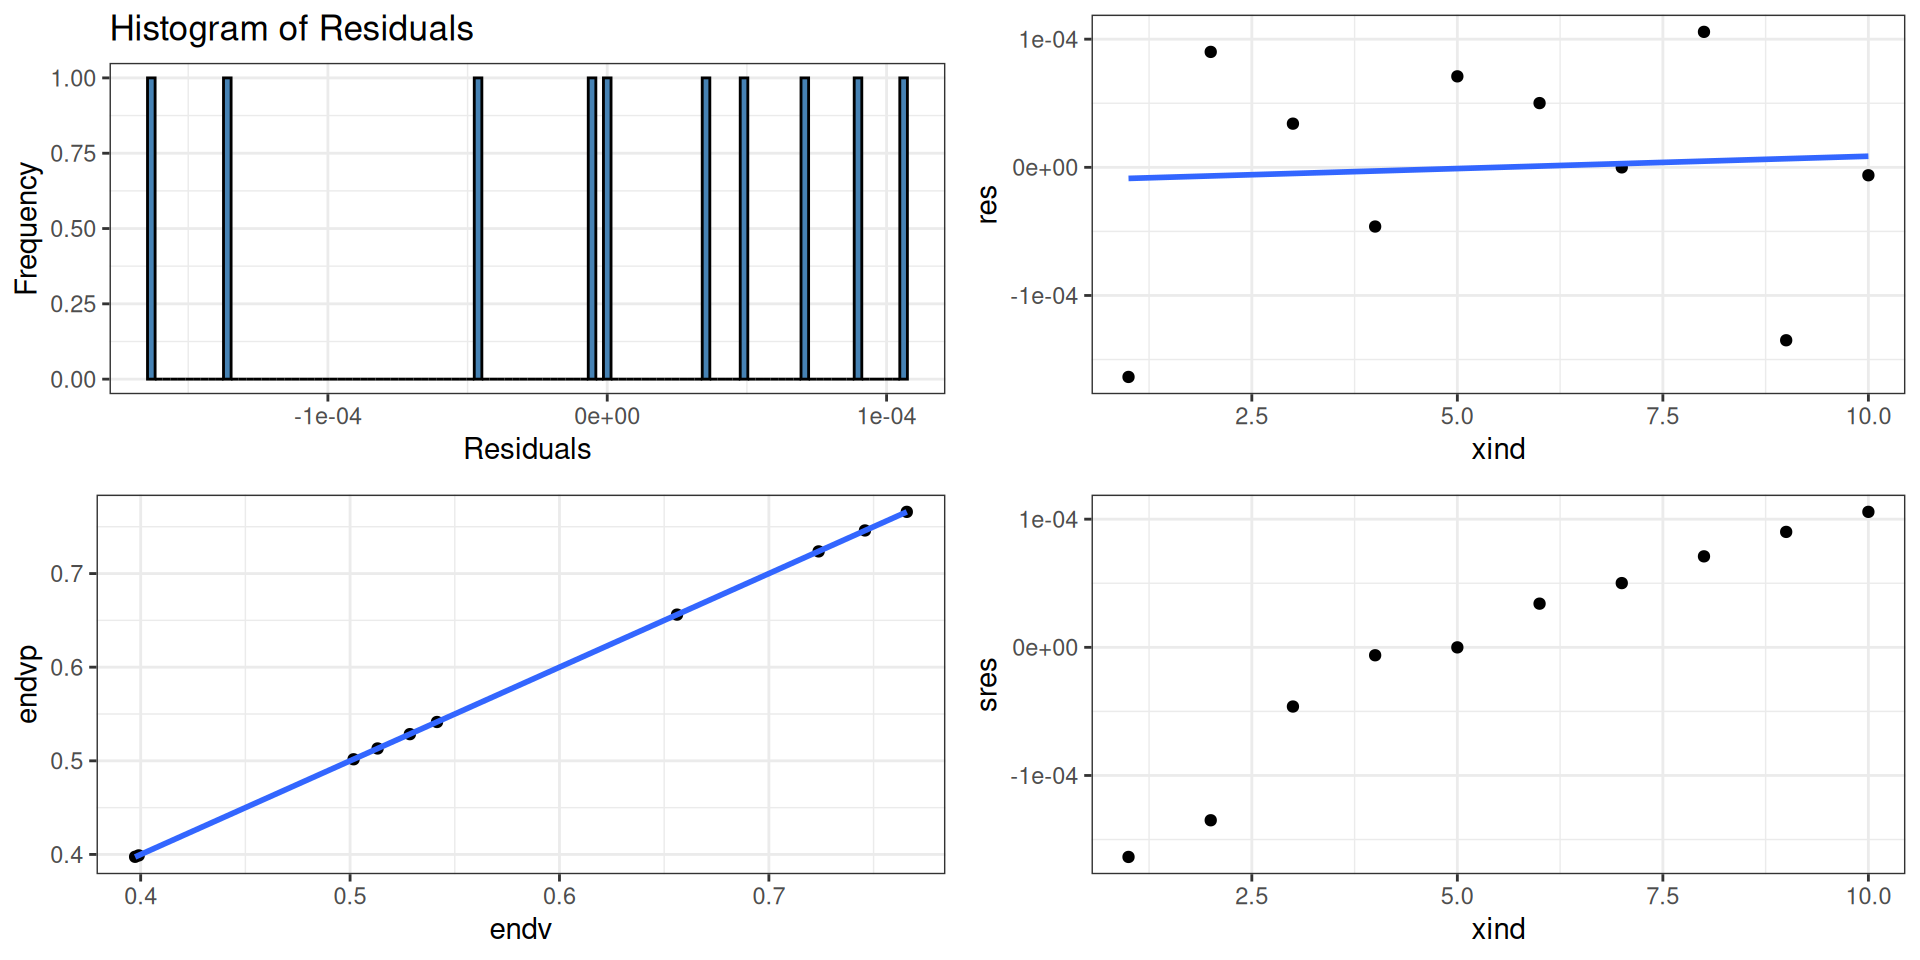 Histogram of Residuals
1.00
0.75
0.50
0.25
0.00
Frequency
-1e-04
0e+00
1e-04
Residuals
1e-04
0e+00
-1e-04
res
2.5
5.0
7.5
10.0
xind
0.7
0.6
0.5
0.4
endvp
0.4
0.5
0.6
0.7
endv
1e-04
0e+00
-1e-04
sres
2.5
5.0
7.5
10.0
xind